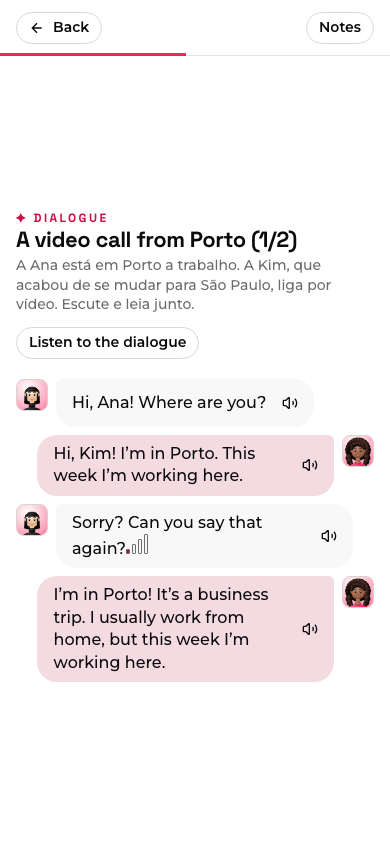 Back
Notes
DIALOGUE
A video call from Porto (1/2)
A Ana está em Porto a trabalho. A Kim, que
acabou de se mudar para São Paulo, liga por
vídeo. Escute e leia junto.
Listen to the dialogue
Hi, Ana! Where are you?
Hi, Kim! I'm in Porto. This
week I'm working here.
Sorry? Can you say that
again?
I'm in Porto! It's a business
trip. I usually work from
home, but this week I'm
working here.